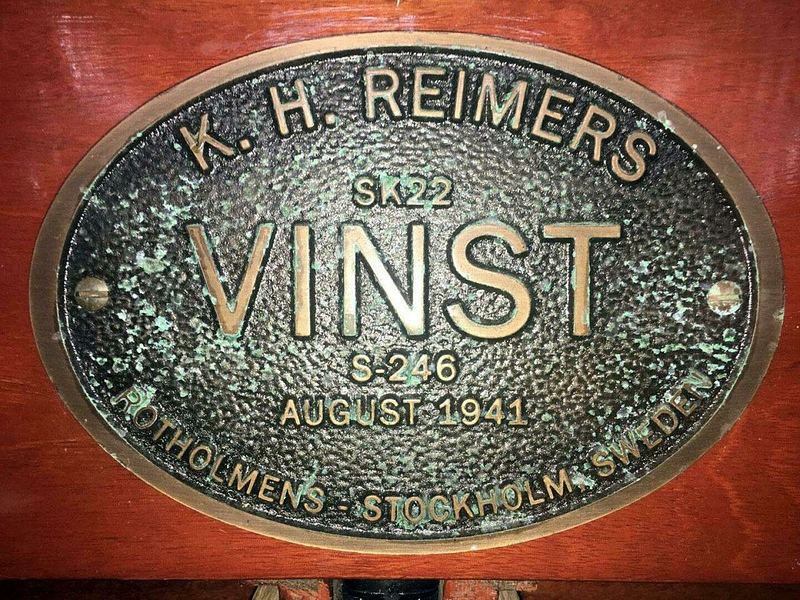 K. H. REIMERS
SK22
VINST
S-246
AUGUST 1941
ROTHOLMENS - STOCKHOLM, SWEDEN